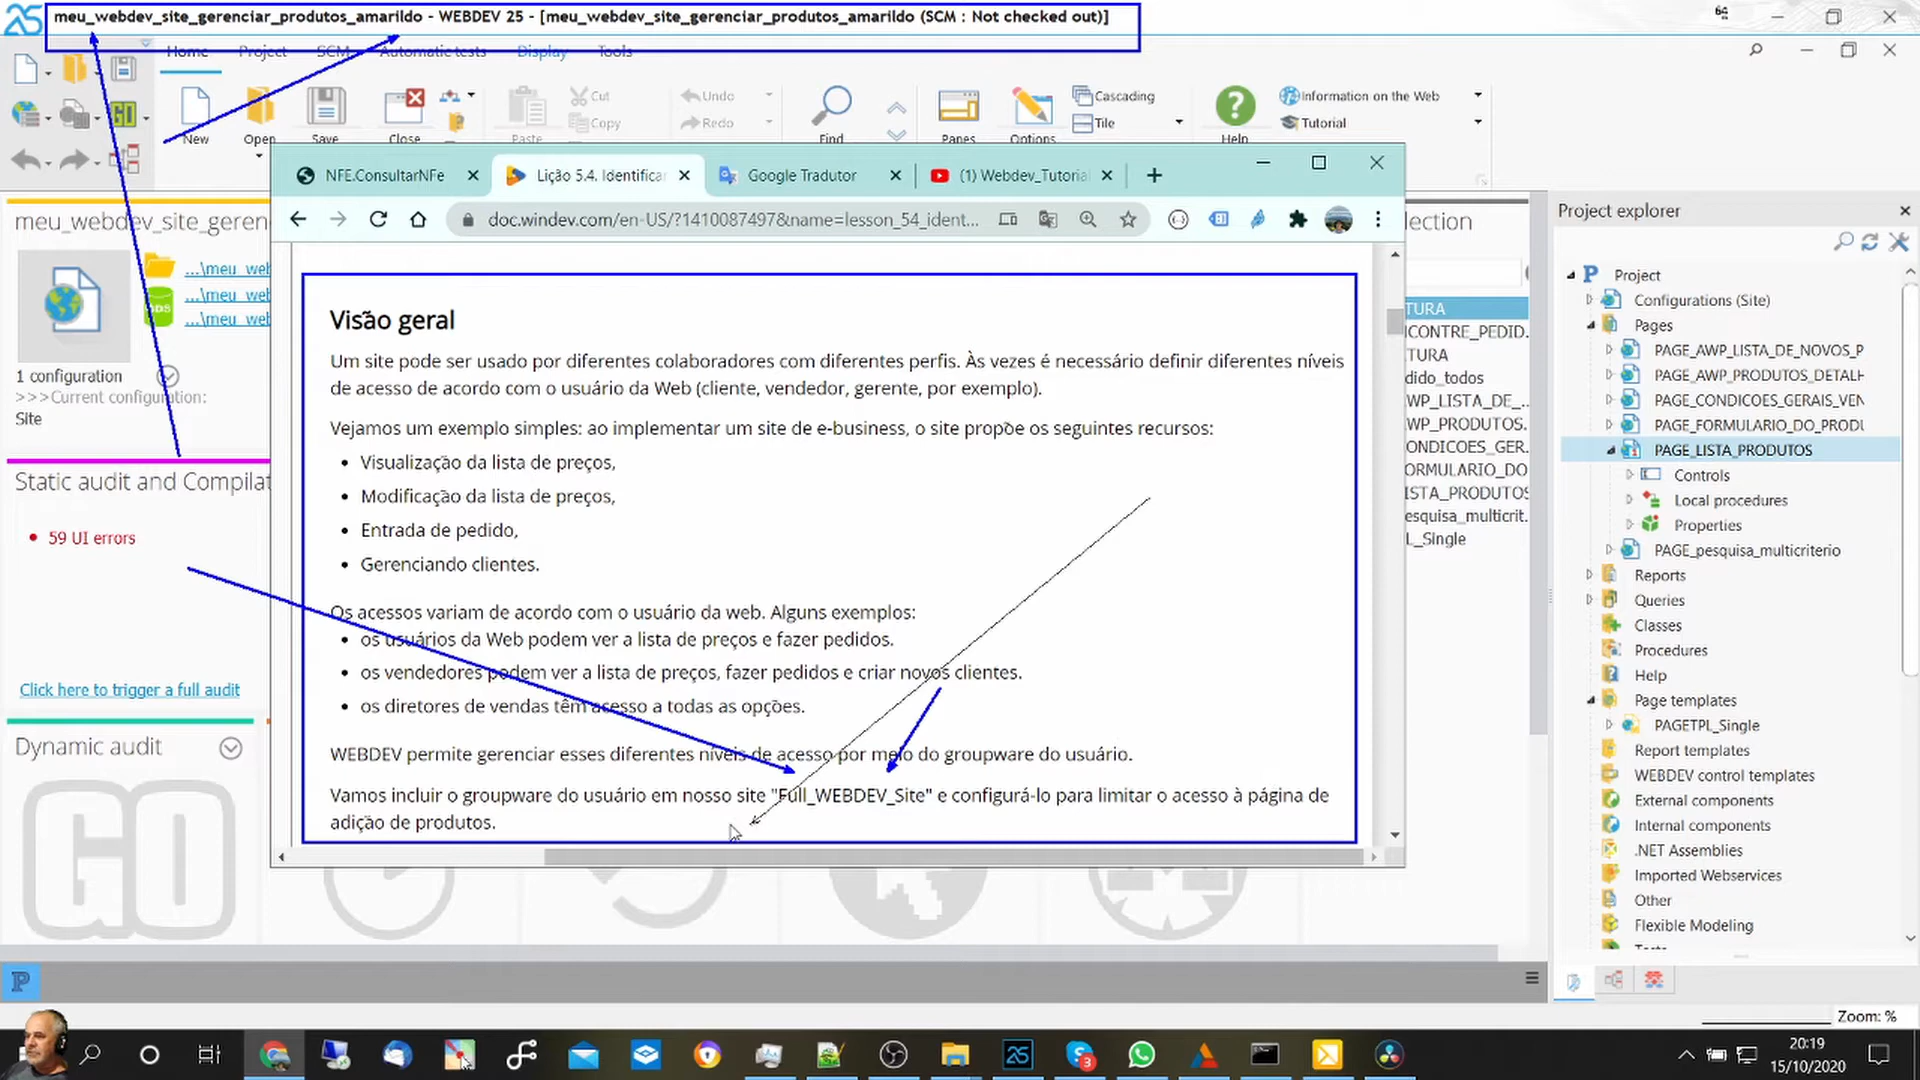 meu_webdev_site_gerenciar_produtos_amarildo - WEBDEV 25 - [meu_webdev_site_gerenciar_produtos_amarildo (SCM : Not checked out)]
Home Project SCM Automatic tests Display Tools
New Open Save Close Paste Cut Copy Undo Redo Find Panes Options Cascading Tile Help Information on the Web Tutorial
NFE.ConsultarNFe
Lição 5.4. Identificar
Google Tradutor
(1) Webdev_Tutorial
doc.windev.com/en-US/?1410087497&name=lesson_54_ident...
meu_webdev_site_geren
...\meu_web
...\meu_web
...\meu_web
1 configuration
>>>Current configuration:
Site
Static audit and Compilat
59 UI errors
Click here to trigger a full audit
Dynamic audit
GO
Visão geral
Um site pode ser usado por diferentes colaboradores com diferentes perfis. Às vezes é necessário definir diferentes níveis
de acesso de acordo com o usuário da Web (cliente, vendedor, gerente, por exemplo).
Vejamos um exemplo simples: ao implementar um site de e-business, o site propõe os seguintes recursos:
• Visualização da lista de preços,
• Modificação da lista de preços,
• Entrada de pedido,
• Gerenciando clientes.
Os acessos variam de acordo com o usuário da web. Alguns exemplos:
• os usuários da Web podem ver a lista de preços e fazer pedidos.
• os vendedores podem ver a lista de preços, fazer pedidos e criar novos clientes.
• os diretores de vendas têm acesso a todas as opções.
WEBDEV permite gerenciar esses diferentes níveis de acesso por meio do groupware do usuário.
Vamos incluir o groupware do usuário em nosso site "Full_WEBDEV_Site" e configurá-lo para limitar o acesso à página de
adição de produtos.
lection
TURA
ICONTRE_PEDID...
ATURA
dido_todos
WP_LISTA_DE_...
WP_PRODUTOS...
ONDICOES_GER...
ORMULARIO_DO...
ISTA_PRODUTOS
esquisa_multicrit...
L_Single
Project explorer
Project
Configurations (Site)
Pages
PAGE_AWP_LISTA_DE_NOVOS_P
PAGE_AWP_PRODUTOS_DETALH
PAGE_CONDICOES_GERAIS_VEN
PAGE_FORMULARIO_DO_PRODU
PAGE_LISTA_PRODUTOS
Controls
Local procedures
Properties
PAGE_pesquisa_multicriterio
Reports
Queries
Classes
Procedures
Help
Page templates
PAGETPL_Single
Report templates
WEBDEV control templates
External components
Internal components
.NET Assemblies
Imported Webservices
Other
Flexible Modeling
Tests
Zoom: %
20:19
15/10/2020